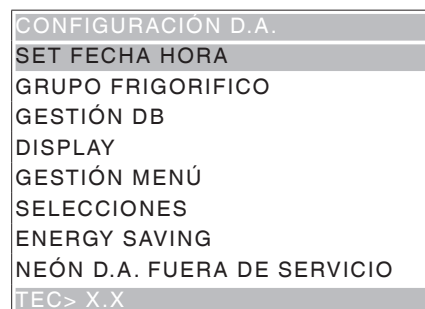 CONFIGURACIÓN D.A.
SET FECHA HORA
GRUPO FRIGORIFICO
GESTIÓN DB
DISPLAY
GESTIÓN MENÚ
SELECCIONES
ENERGY SAVING
NEÓN D.A. FUERA DE SERVICIO
TEC> X.X